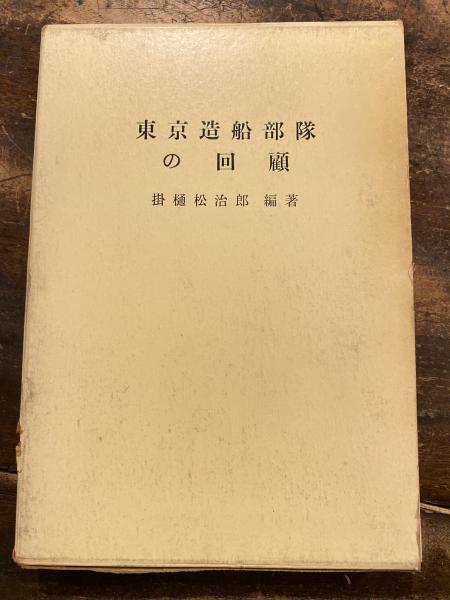 東京造船部隊
の回顧
掛樋松治郎 編著